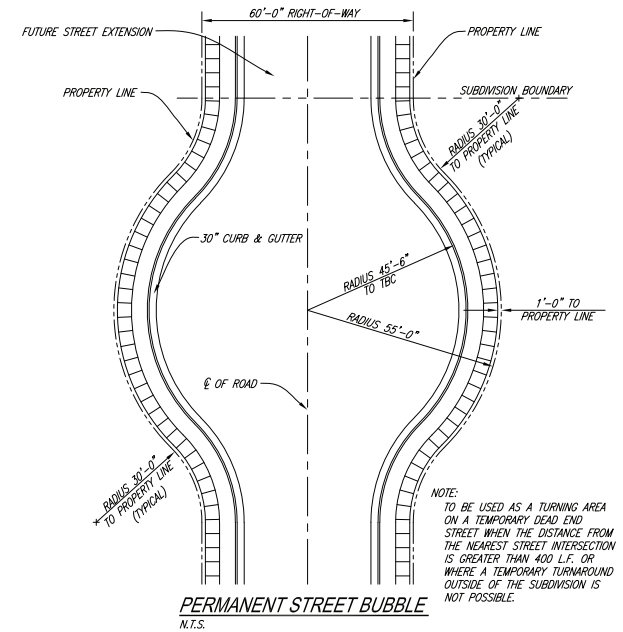 60'-0" RIGHT-OF-WAY
FUTURE STREET EXTENSION
PROPERTY LINE
PROPERTY LINE
SUBDIVISION BOUNDARY
RADIUS 30'-0"
TO PROPERTY LINE
(TYPICAL)
30" CURB & GUTTER
RADIUS 45'-6"
TO TBC
1'-0" TO
PROPERTY LINE
RADIUS 55'-0"
℄ OF ROAD
RADIUS 30'-0"
TO PROPERTY LINE
(TYPICAL)
NOTE:
TO BE USED AS A TURNING AREA
ON A TEMPORARY DEAD END
STREET WHEN THE DISTANCE FROM
THE NEAREST STREET INTERSECTION
IS GREATER THAN 400 L.F. OR
WHERE A TEMPORARY TURNAROUND
OUTSIDE OF THE SUBDIVISION IS
NOT POSSIBLE.
PERMANENT STREET BUBBLE
N.T.S.